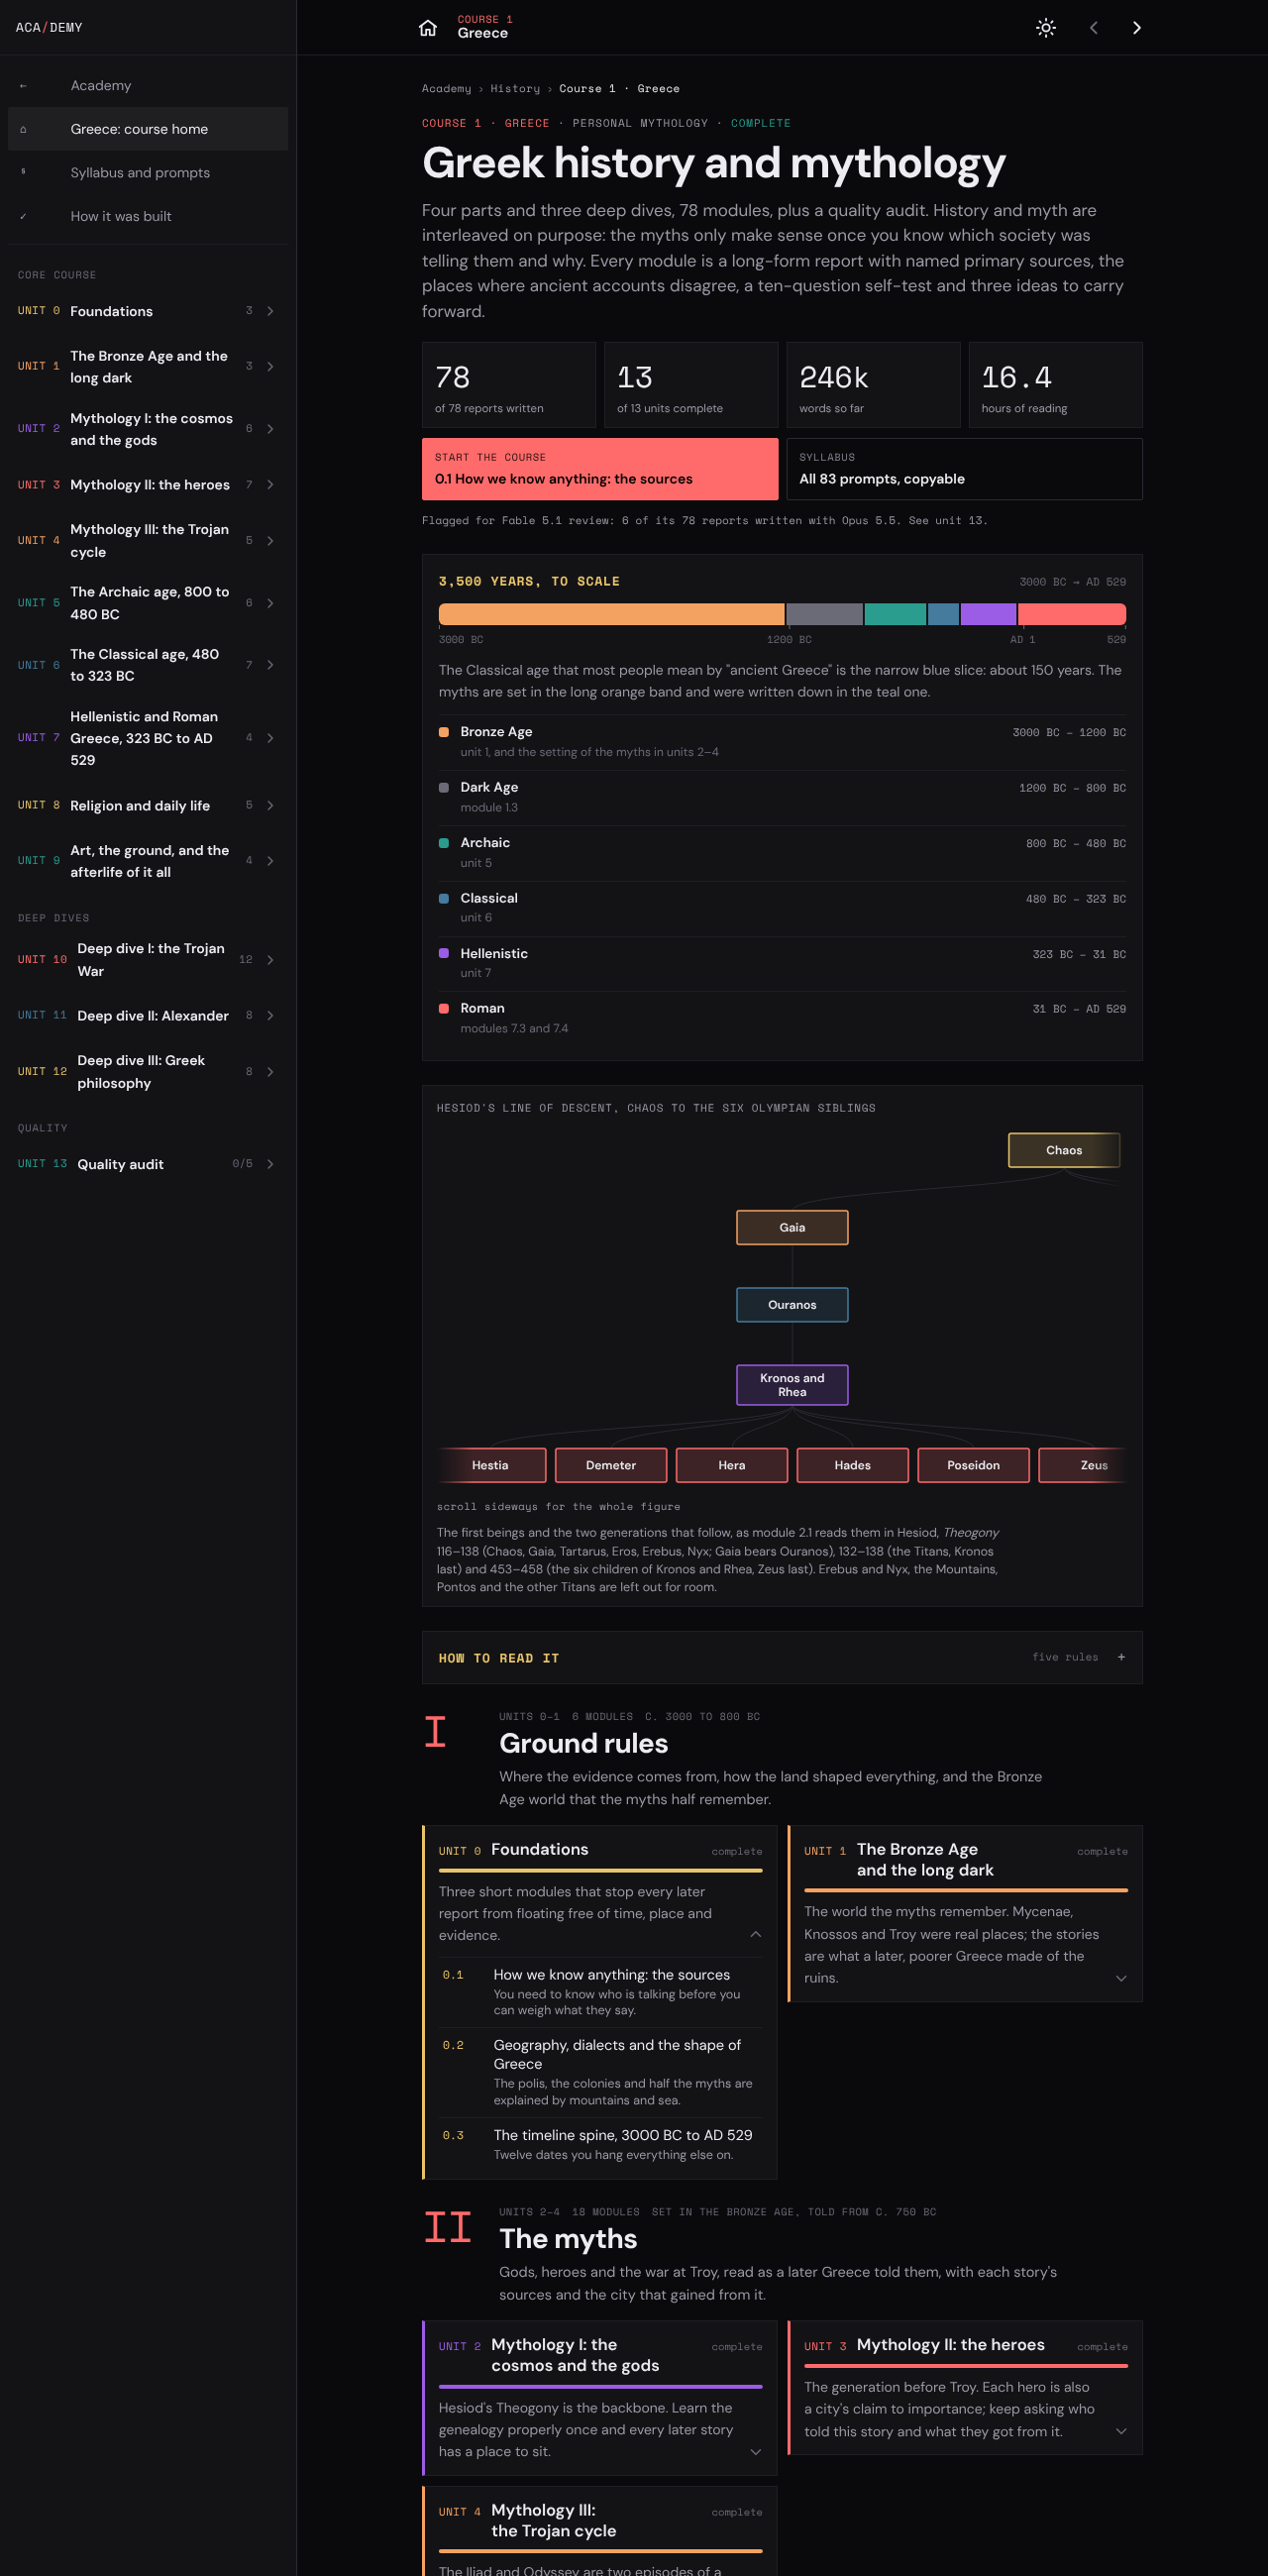 ACA/DEMY
← Academy
⌂ Greece: course home
§ Syllabus and prompts
✓ How it was built
CORE COURSE
UNIT 0 Foundations 3
UNIT 1 The Bronze Age and the
long dark 3
UNIT 2 Mythology I: the cosmos
and the gods 6
UNIT 3 Mythology II: the heroes 7
UNIT 4 Mythology III: the Trojan
cycle 5
UNIT 5 The Archaic age, 800 to
480 BC 6
UNIT 6 The Classical age, 480
to 323 BC 7
UNIT 7 Hellenistic and Roman
Greece, 323 BC to AD
529 4
UNIT 8 Religion and daily life 5
UNIT 9 Art, the ground, and the
afterlife of it all 4
DEEP DIVES
UNIT 10 Deep dive I: the Trojan
War 12
UNIT 11 Deep dive II: Alexander 8
UNIT 12 Deep dive III: Greek
philosophy 8
QUALITY
UNIT 13 Quality audit 0/5
COURSE 1
Greece
Academy › History › Course 1 · Greece
COURSE 1 · GREECE · PERSONAL MYTHOLOGY · COMPLETE
Greek history and mythology
Four parts and three deep dives, 78 modules, plus a quality audit. History and myth are
interleaved on purpose: the myths only make sense once you know which society was
telling them and why. Every module is a long-form report with named primary sources, the
places where ancient accounts disagree, a ten-question self-test and three ideas to carry
forward.
78
of 78 reports written
13
of 13 units complete
246k
words so far
16.4
hours of reading
START THE COURSE
0.1 How we know anything: the sources
SYLLABUS
All 83 prompts, copyable
Flagged for Fable 5.1 review: 6 of its 78 reports written with Opus 5.5. See unit 13.
3,500 YEARS, TO SCALE
3000 BC → AD 529
3000 BC 1200 BC AD 1 529
The Classical age that most people mean by "ancient Greece" is the narrow blue slice: about 150 years. The
myths are set in the long orange band and were written down in the teal one.
Bronze Age 3000 BC – 1200 BC
unit 1, and the setting of the myths in units 2–4
Dark Age 1200 BC – 800 BC
module 1.3
Archaic 800 BC – 480 BC
unit 5
Classical 480 BC – 323 BC
unit 6
Hellenistic 323 BC – 31 BC
unit 7
Roman 31 BC – AD 529
modules 7.3 and 7.4
HESIOD'S LINE OF DESCENT, CHAOS TO THE SIX OLYMPIAN SIBLINGS
Chaos
Gaia
Ouranos
Kronos and
Rhea
Hestia Demeter Hera Hades Poseidon Zeus
scroll sideways for the whole figure
The first beings and the two generations that follow, as module 2.1 reads them in Hesiod, Theogony
116–138 (Chaos, Gaia, Tartarus, Eros, Erebus, Nyx; Gaia bears Ouranos), 132–138 (the Titans, Kronos
last) and 453–458 (the six children of Kronos and Rhea, Zeus last). Erebus and Nyx, the Mountains,
Pontos and the other Titans are left out for room.
HOW TO READ IT five rules +
I
UNITS 0–1 6 MODULES C. 3000 TO 800 BC
Ground rules
Where the evidence comes from, how the land shaped everything, and the Bronze
Age world that the myths half remember.
UNIT 0 Foundations complete
Three short modules that stop every later
report from floating free of time, place and
evidence.
0.1 How we know anything: the sources
You need to know who is talking before you
can weigh what they say.
0.2 Geography, dialects and the shape of
Greece
The polis, the colonies and half the myths are
explained by mountains and sea.
0.3 The timeline spine, 3000 BC to AD 529
Twelve dates you hang everything else on.
UNIT 1 The Bronze Age
and the long dark complete
The world the myths remember. Mycenae,
Knossos and Troy were real places; the stories
are what a later, poorer Greece made of the
ruins.
II
UNITS 2–4 18 MODULES SET IN THE BRONZE AGE, TOLD FROM C. 750 BC
The myths
Gods, heroes and the war at Troy, read as a later Greece told them, with each story's
sources and the city that gained from it.
UNIT 2 Mythology I: the
cosmos and the gods complete
Hesiod's Theogony is the backbone. Learn the
genealogy properly once and every later story
has a place to sit.
UNIT 3 Mythology II: the heroes complete
The generation before Troy. Each hero is also
a city's claim to importance; keep asking who
told this story and what they got from it.
UNIT 4 Mythology III:
the Trojan cycle complete
The Iliad and Odyssey are two episodes of a